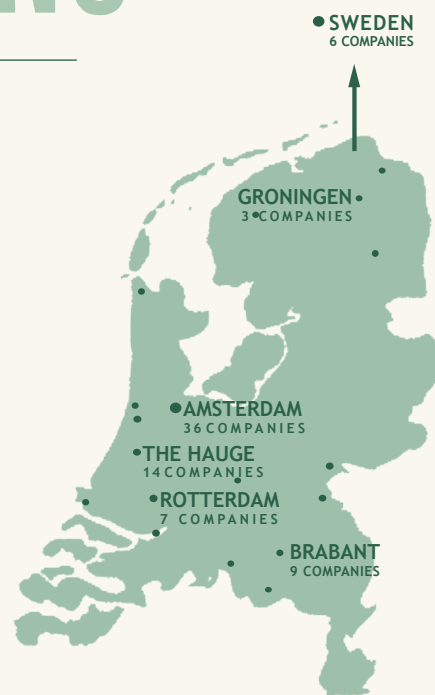 SWEDEN
6 COMPANIES
GRONINGEN
3 COMPANIES
AMSTERDAM
36 COMPANIES
THE HAUGE
14 COMPANIES
ROTTERDAM
7 COMPANIES
BRABANT
9 COMPANIES